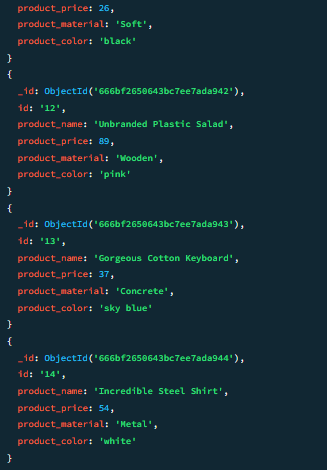 product_price: 26,
product_material: 'Soft',
product_color: 'black'
}
{
_id: ObjectId('666bf2650643bc7ee7ada942'),
id: '12',
product_name: 'Unbranded Plastic Salad',
product_price: 89,
product_material: 'Wooden',
product_color: 'pink'
}
{
_id: ObjectId('666bf2650643bc7ee7ada943'),
id: '13',
product_name: 'Gorgeous Cotton Keyboard',
product_price: 37,
product_material: 'Concrete',
product_color: 'sky blue'
}
{
_id: ObjectId('666bf2650643bc7ee7ada944'),
id: '14',
product_name: 'Incredible Steel Shirt',
product_price: 54,
product_material: 'Metal',
product_color: 'white'
}